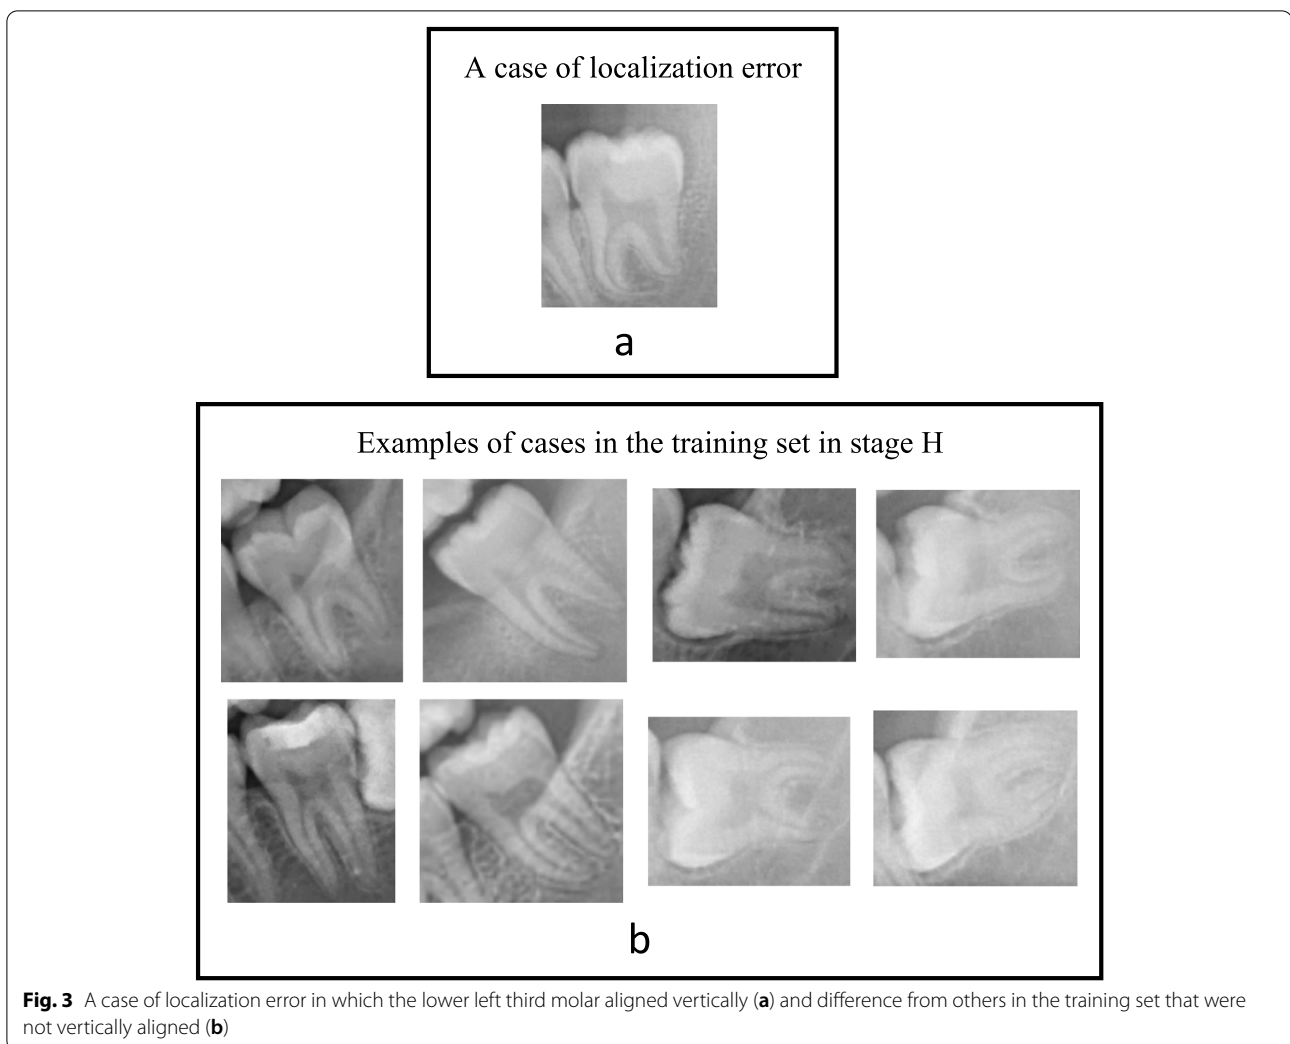 A case of localization error
a
Examples of cases in the training set in stage H
b
Fig. 3 A case of localization error in which the lower left third molar aligned vertically (a) and difference from others in the training set that were
not vertically aligned (b)